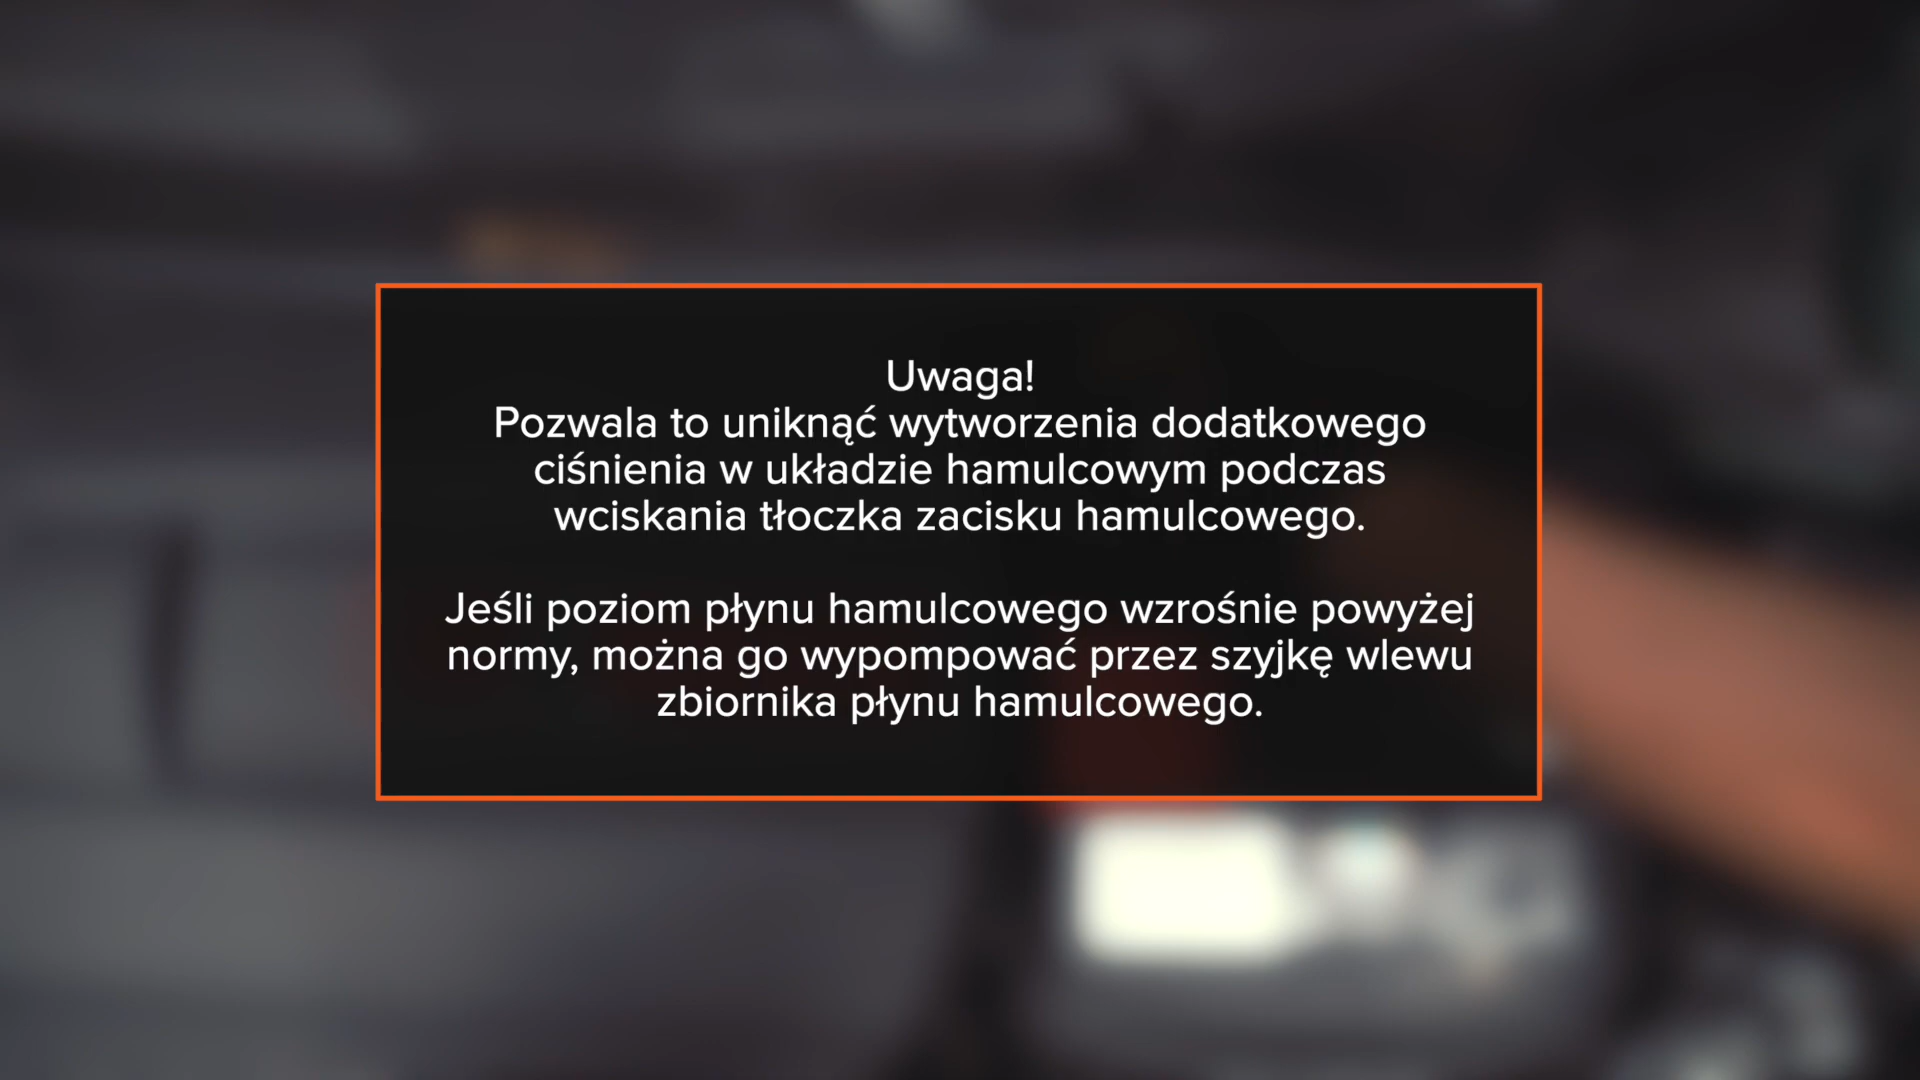 Uwaga!
Pozwala to uniknąć wytworzenia dodatkowego
ciśnienia w układzie hamulcowym podczas
wciskania tłoczka zacisku hamulcowego.
Jeśli poziom płynu hamulcowego wzrośnie powyżej
normy, można go wypompować przez szyjkę wlewu
zbiornika płynu hamulcowego.